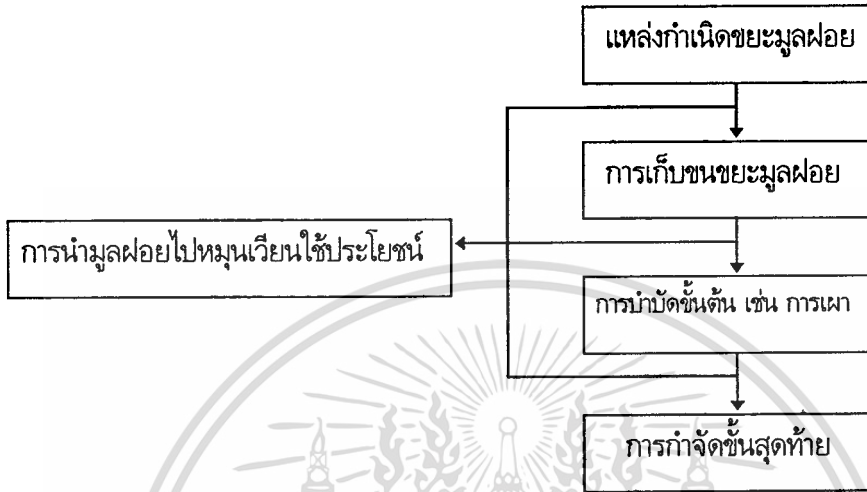 แหล่งกำเนิดขยะมูลฝอย
การเก็บขนขยะมูลฝอย
การนำมูลฝอยไปหมุนเวียนใช้ประโยชน์
การบำบัดขั้นต้น เช่น การเผา
การกำจัดขั้นสุดท้าย